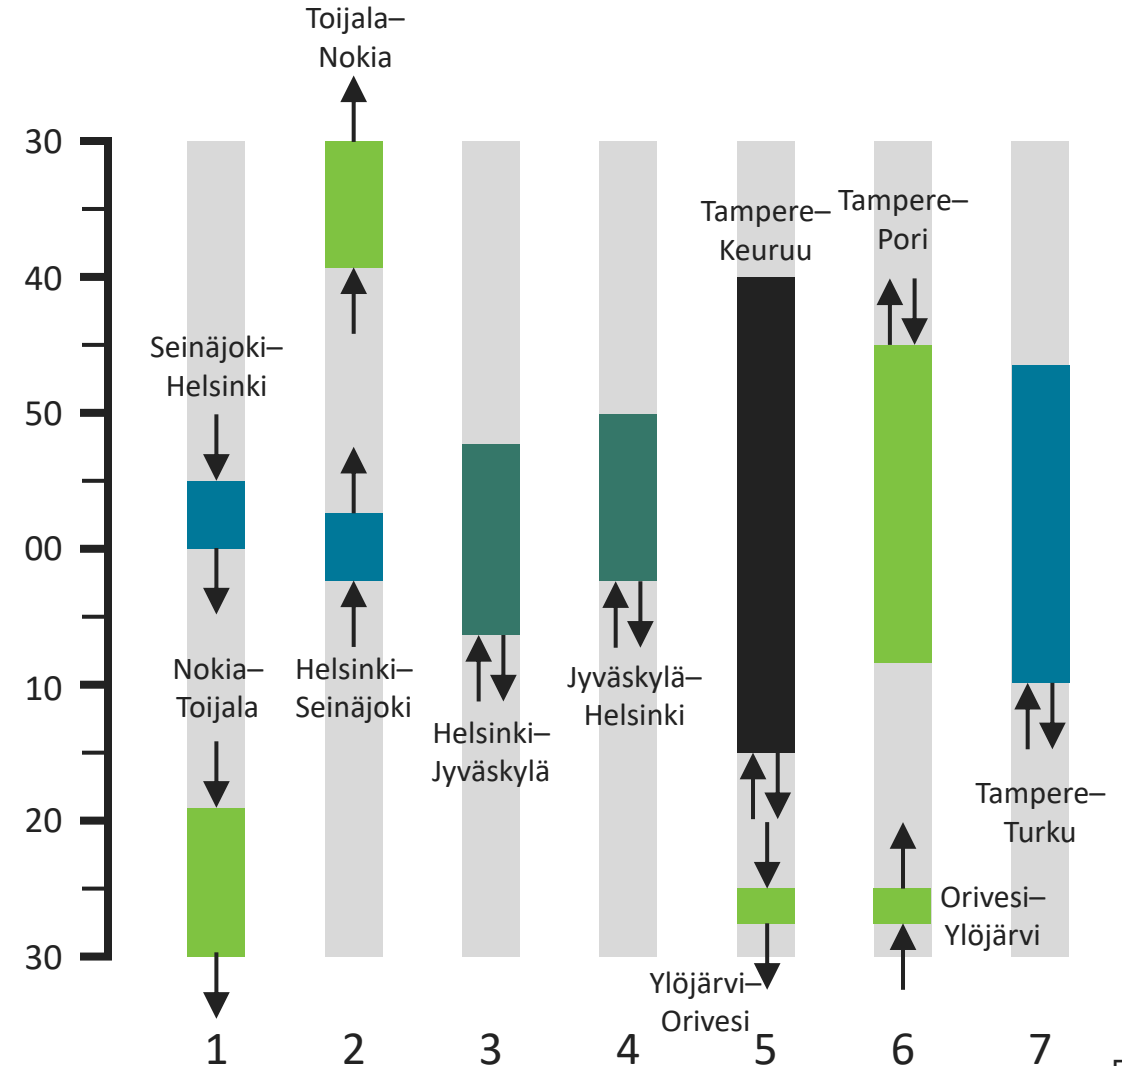 Toijala–
Nokia
30
Tampere–
Keuruu
Tampere–
Pori
40
Seinäjoki–
Helsinki
50
00
Nokia–
Toijala
Helsinki–
Seinäjoki
Jyväskylä–
Helsinki
10
Helsinki–
Jyväskylä
Tampere–
Turku
20
Orivesi–
Ylöjärvi
30
Ylöjärvi–
Orivesi
1 2 3 4 5 6 7